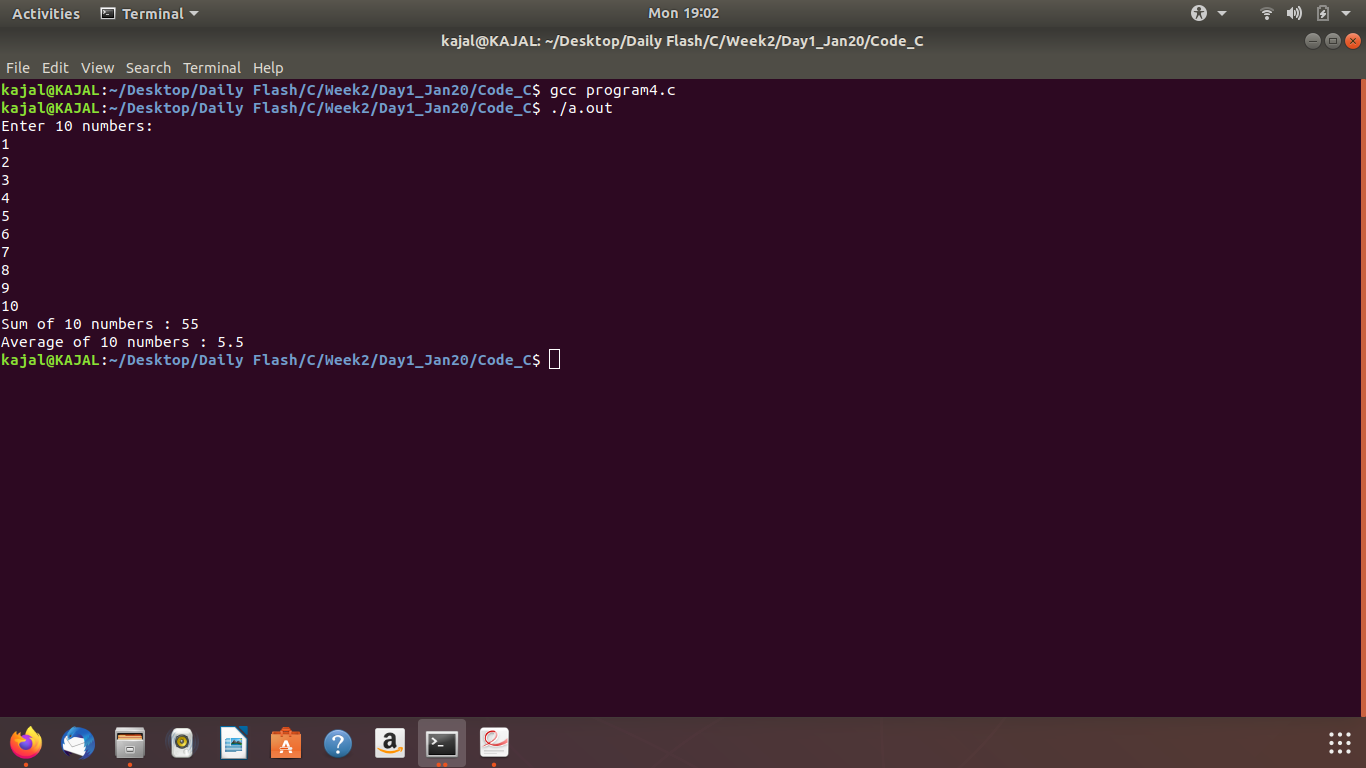 Activities Terminal Mon 19:02
kajal@KAJAL: ~/Desktop/Daily Flash/C/Week2/Day1_Jan20/Code_C
File Edit View Search Terminal Help
kajal@KAJAL:~/Desktop/Daily Flash/C/Week2/Day1_Jan20/Code_C$ gcc program4.c
kajal@KAJAL:~/Desktop/Daily Flash/C/Week2/Day1_Jan20/Code_C$ ./a.out
Enter 10 numbers:
1
2
3
4
5
6
7
8
9
10
Sum of 10 numbers : 55
Average of 10 numbers : 5.5
kajal@KAJAL:~/Desktop/Daily Flash/C/Week2/Day1_Jan20/Code_C$